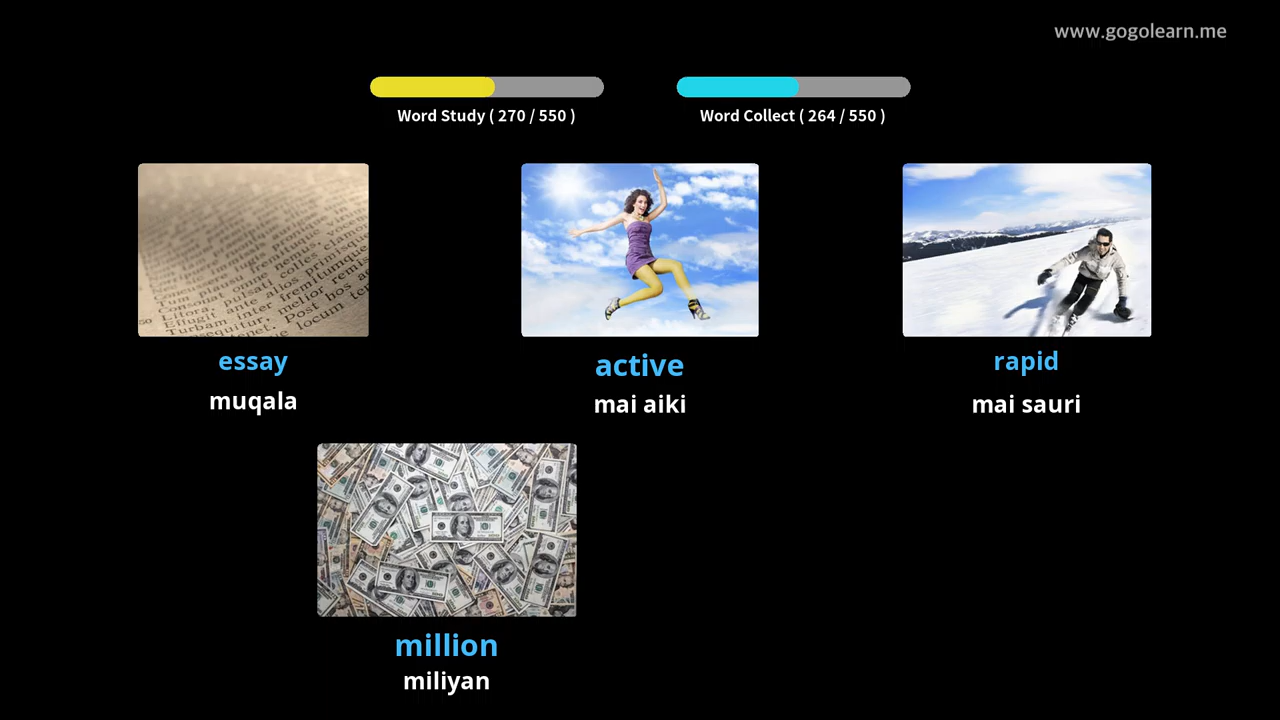 www.gogolearn.me
Word Study ( 270 / 550 )
Word Collect ( 264 / 550 )
essay
muqala
active
mai aiki
rapid
mai sauri
million
miliyan